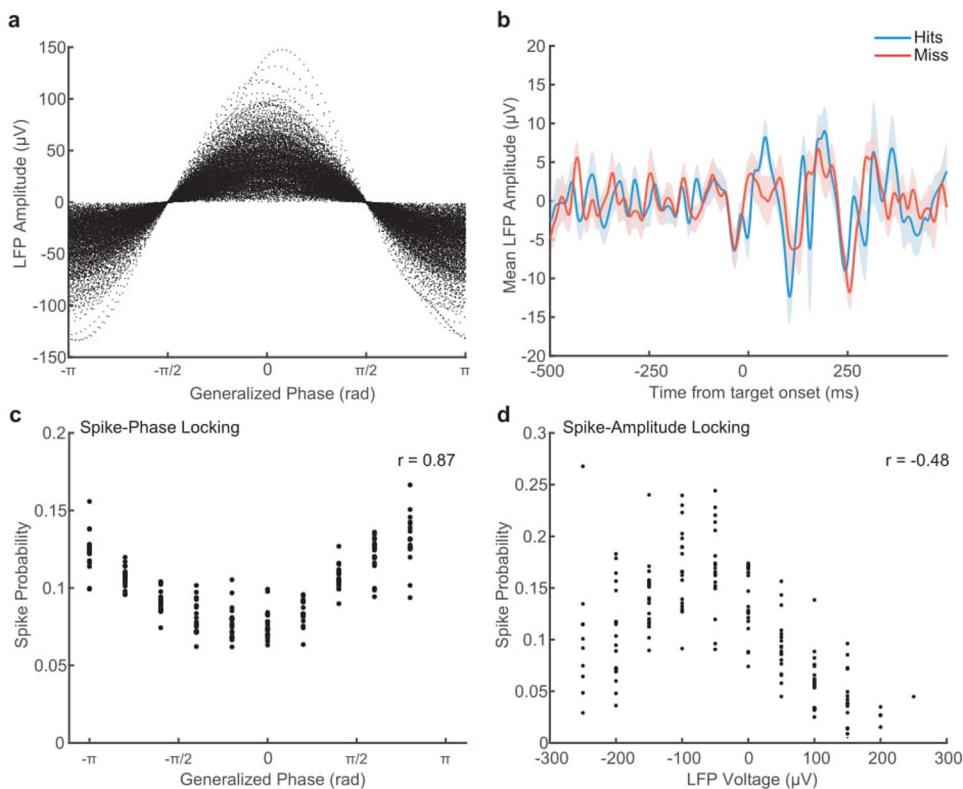 a
150
100
50
0
-50
-100
-150
LFP Amplitude (µV)
-π
-π/2
0
π/2
π
Generalized Phase (rad)
b
Hits
Miss
20
15
10
5
0
-5
-10
-15
-20
Mean LFP Amplitude (µV)
-500
-250
0
250
Time from target onset (ms)
c
Spike-Phase Locking
r = 0.87
0.2
0.15
0.1
0.05
0
Spike Probability
-π
-π/2
0
π/2
π
Generalized Phase (rad)
d
Spike-Amplitude Locking
r = -0.48
0.3
0.25
0.2
0.15
0.1
0.05
0
Spike Probability
-300
-200
-100
0
100
200
300
LFP Voltage (µV)